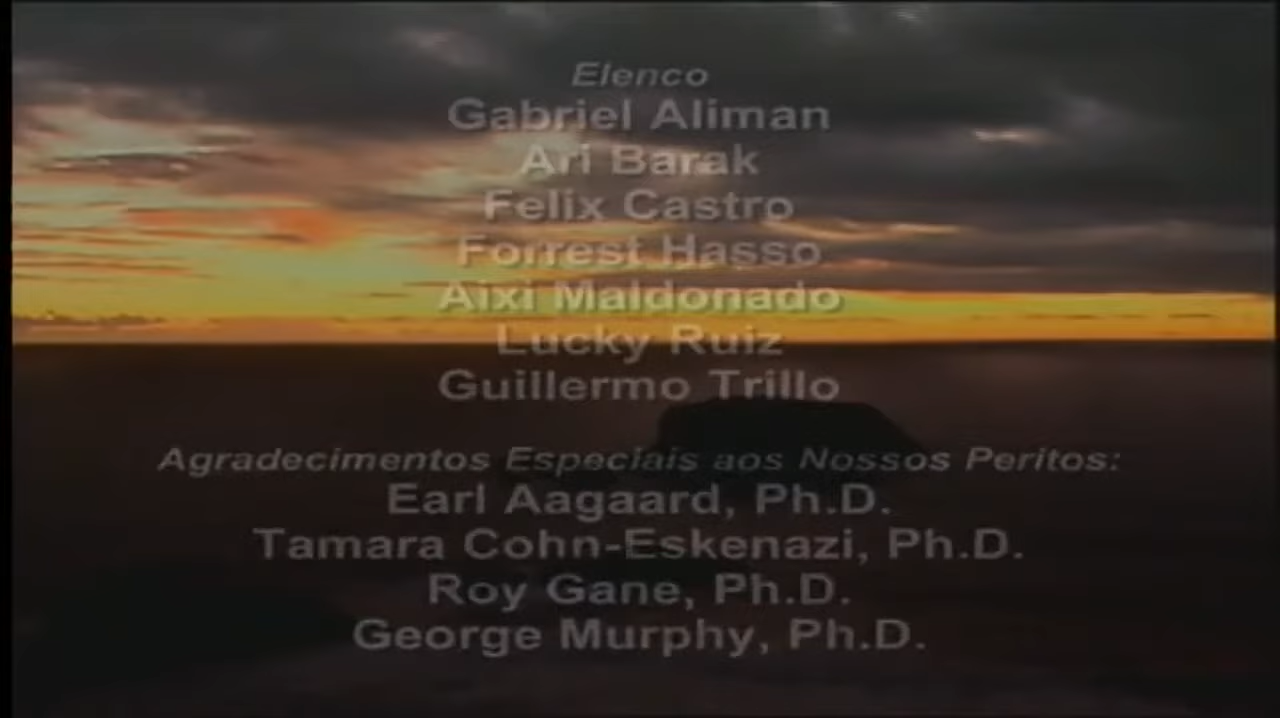 Elenco
Gabriel Aliman
Ari Barak
Felix Castro
Forrest Hasso
Aixi Maldonado
Lucky Ruiz
Guillermo Trillo
Agradecimentos Especiais aos Nossos Peritos:
Earl Aagaard, Ph.D.
Tamara Cohn-Eskenazi, Ph.D.
Roy Gane, Ph.D.
George Murphy, Ph.D.